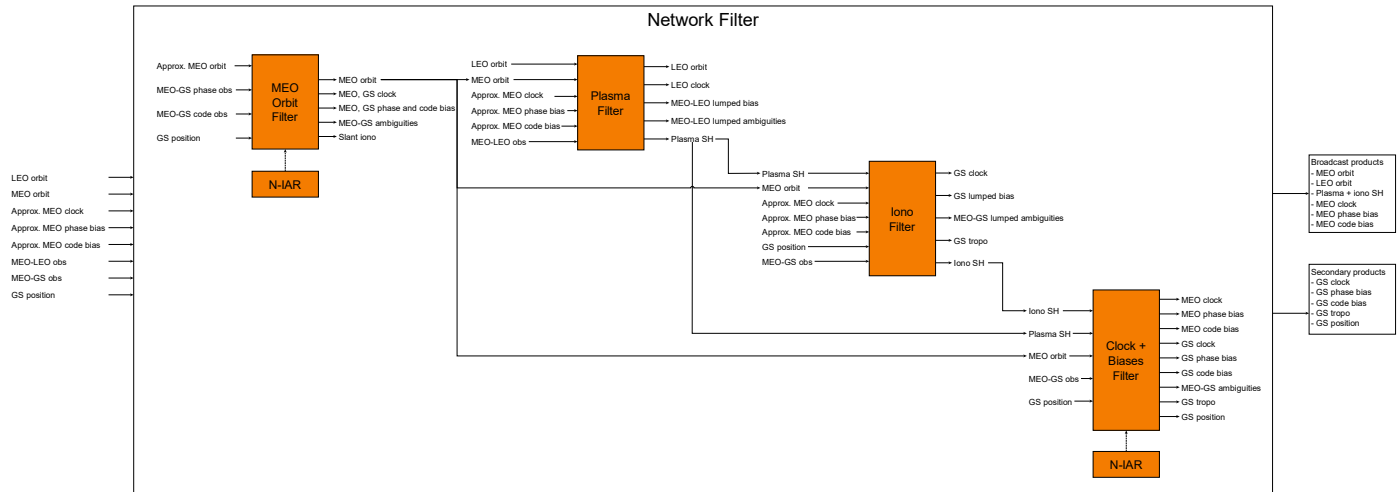 Network Filter
LEO orbit
MEO orbit
Approx. MEO clock
Approx. MEO phase bias
Approx. MEO code bias
MEO-LEO obs
MEO-GS obs
GS position
Approx. MEO orbit
MEO-GS phase obs
MEO-GS code obs
GS position
MEO
Orbit
Filter
N-IAR
MEO orbit
MEO, GS clock
MEO, GS phase and code bias
MEO-GS ambiguities
Slant iono
LEO orbit
MEO orbit
Approx. MEO clock
Approx. MEO phase bias
Approx. MEO code bias
MEO-LEO obs
Plasma
Filter
LEO orbit
LEO clock
MEO-LEO lumped bias
MEO-LEO lumped ambiguities
Plasma SH
Plasma SH
MEO orbit
Approx. MEO clock
Approx. MEO phase bias
Approx. MEO code bias
GS position
MEO-GS obs
Iono
Filter
GS clock
GS lumped bias
MEO-GS lumped ambiguities
GS tropo
Iono SH
Iono SH
Plasma SH
MEO orbit
MEO-GS obs
GS position
Clock +
Biases
Filter
N-IAR
MEO clock
MEO phase bias
MEO code bias
GS clock
GS phase bias
GS code bias
MEO-GS ambiguities
GS tropo
GS position
Broadcast products
- MEO orbit
- LEO orbit
- Plasma + iono SH
- MEO clock
- MEO phase bias
- MEO code bias
Secondary products
- GS clock
- GS phase bias
- GS code bias
- GS tropo
- GS position